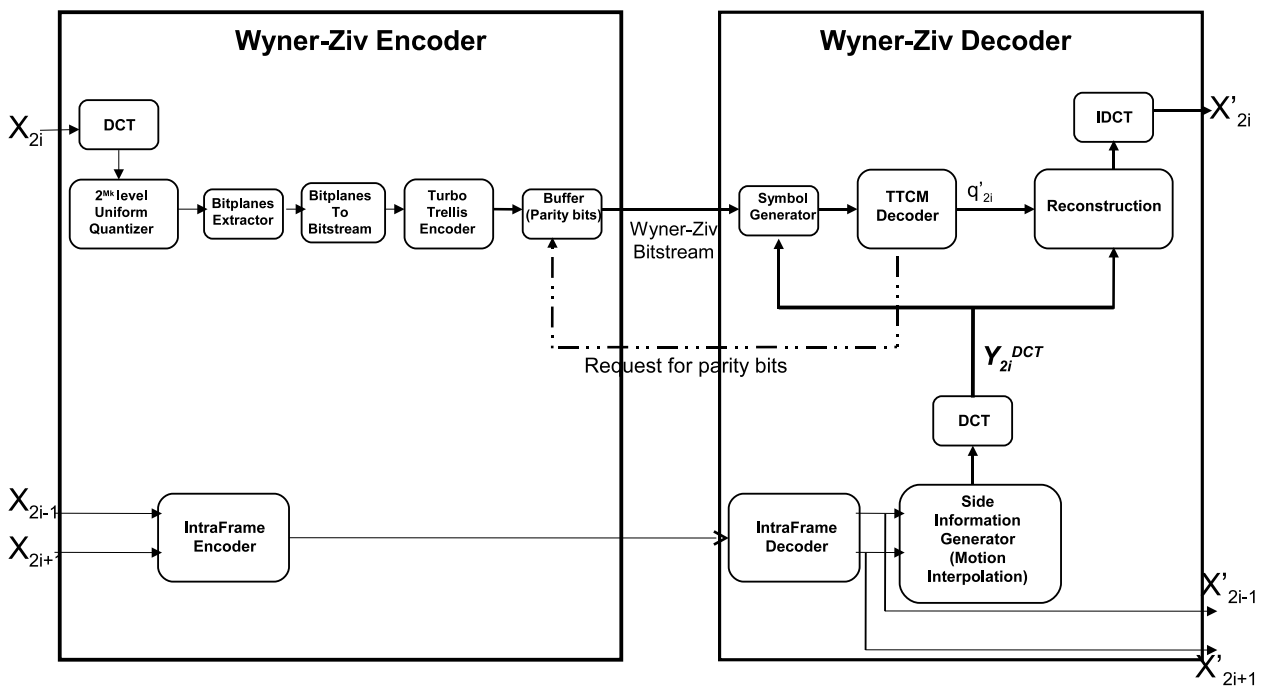 Wyner-Ziv Encoder
Wyner-Ziv Decoder
X2i
DCT
2Mk level
Uniform
Quantizer
Bitplanes
Extractor
Bitplanes
To
Bitstream
Turbo
Trellis
Encoder
Buffer
(Parity bits)
Wyner-Ziv
Bitstream
Symbol
Generator
TTCM
Decoder
q'2i
Reconstruction
IDCT
X'2i
Request for parity bits
Y2iDCT
DCT
X2i-1
X2i+1
IntraFrame
Encoder
IntraFrame
Decoder
Side
Information
Generator
(Motion
Interpolation)
X'2i-1
X'2i+1